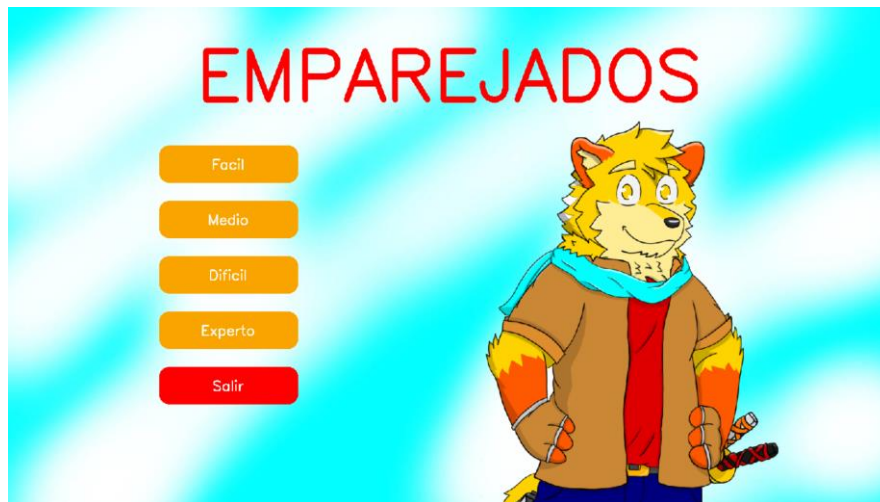 EMPAREJADOS
Facil
Medio
Dificil
Experto
Salir